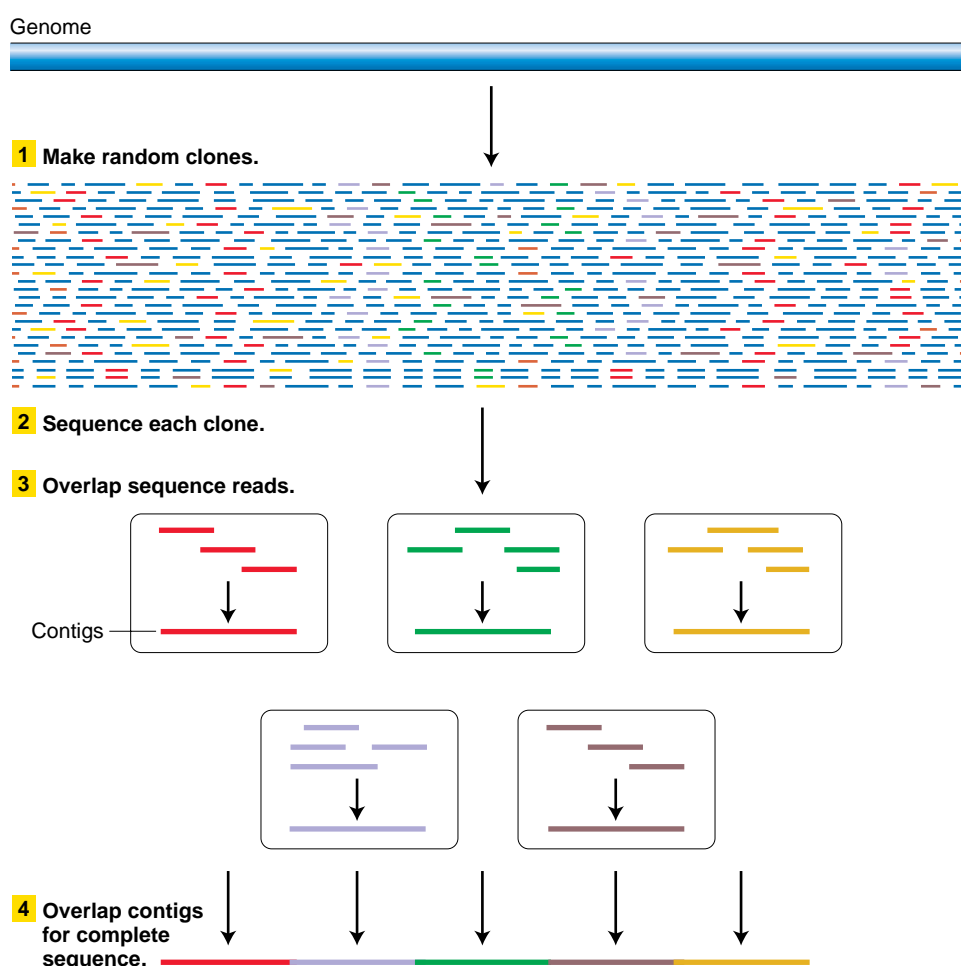 Genome
1 Make random clones.
2 Sequence each clone.
3 Overlap sequence reads.
Contigs
4 Overlap contigs
for complete
sequence.